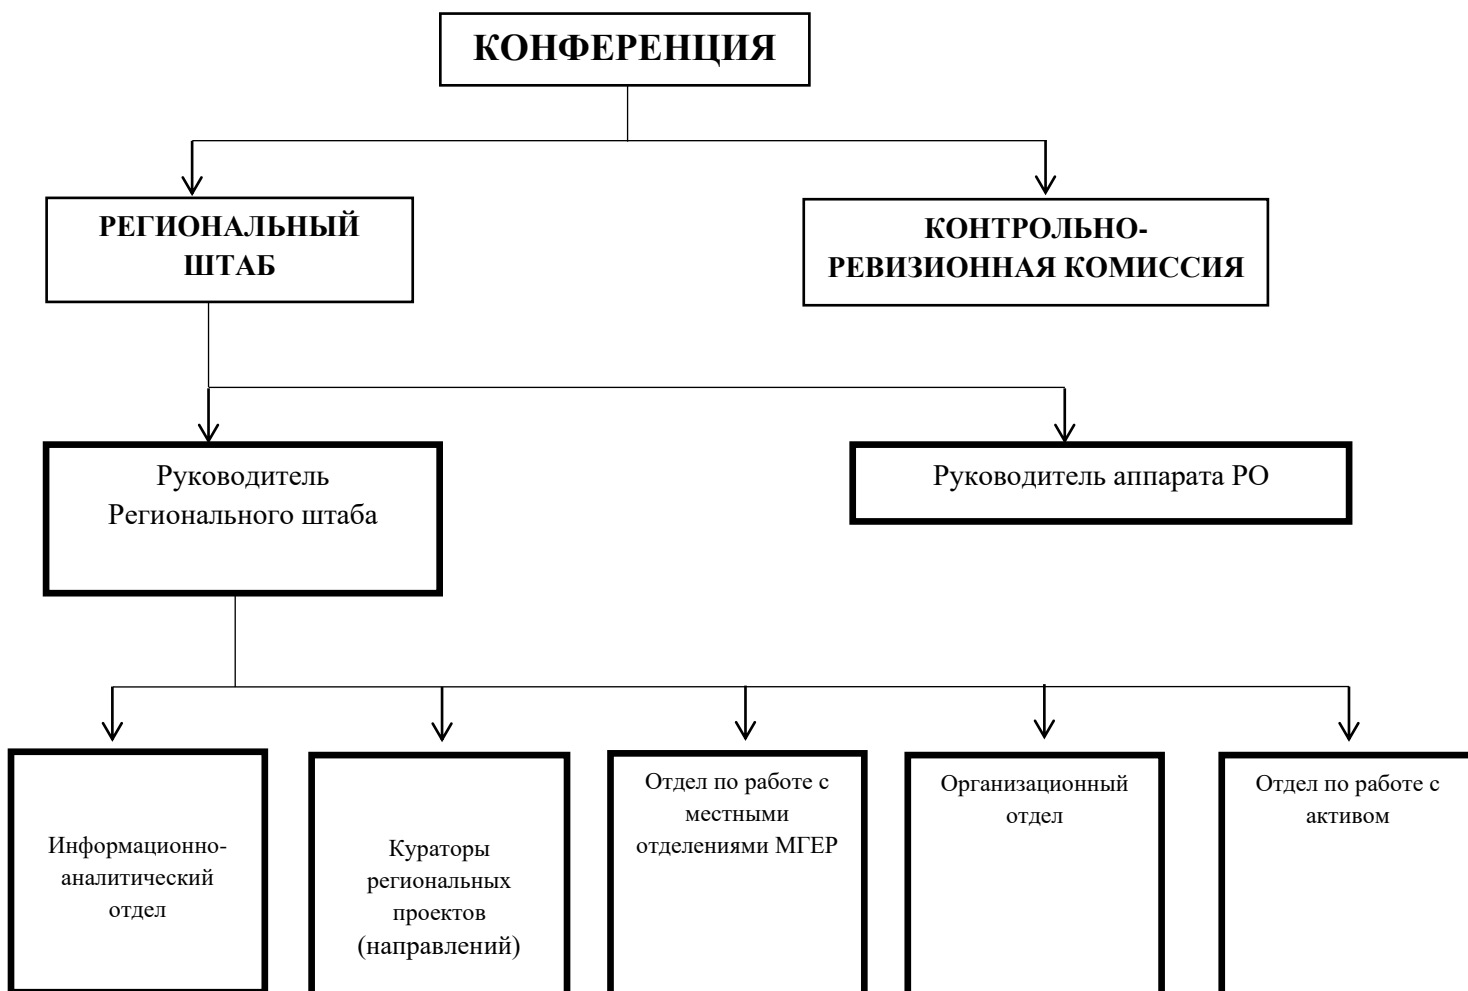 КОНФЕРЕНЦИЯ
РЕГИОНАЛЬНЫЙ
ШТАБ
КОНТРОЛЬНО-
РЕВИЗИОННАЯ КОМИССИЯ
Руководитель
Регионального штаба
Руководитель аппарата РО
Информационно-
аналитический
отдел
Кураторы
региональных
проектов
(направлений)
Отдел по работе с
местными
отделениями МГЕР
Организационный
отдел
Отдел по работе с
активом